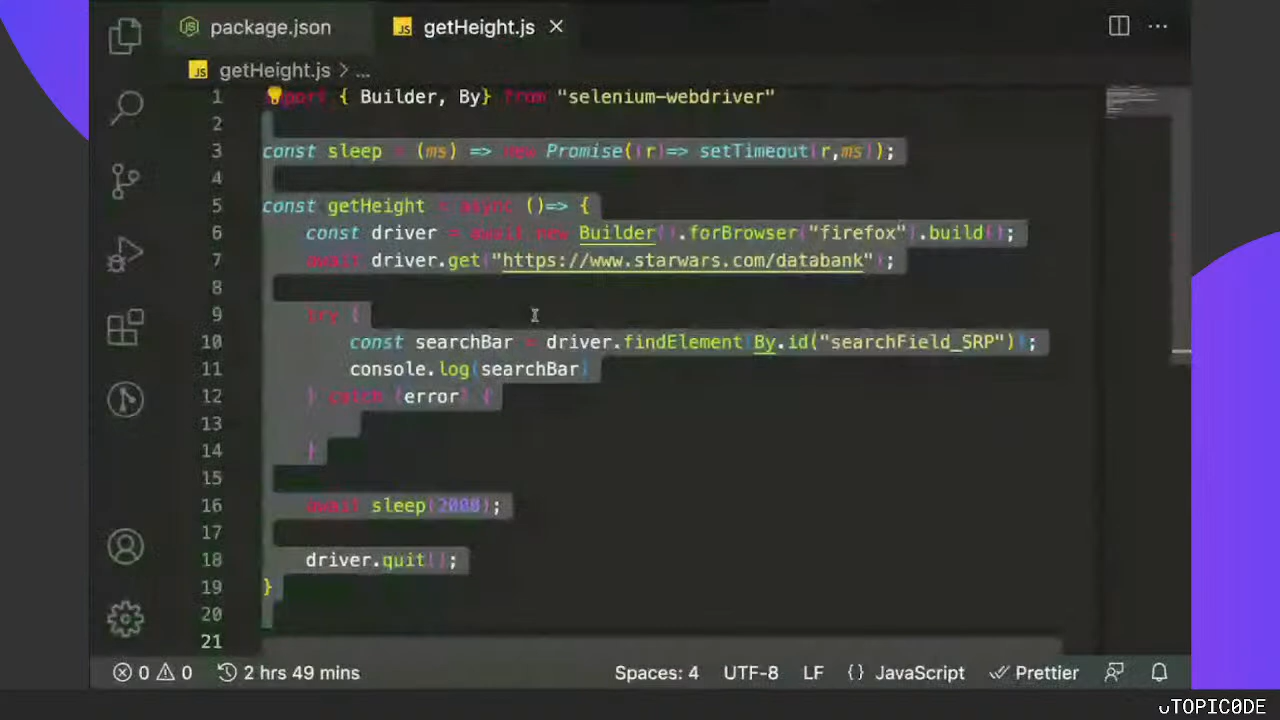 package.json
getHeight.js
getHeight.js > ...
1 import { Builder, By} from "selenium-webdriver"
2
3 const sleep = (ms) => new Promise((r)=> setTimeout(r,ms));
4
5 const getHeight = async ()=> {
6 const driver = await new Builder().forBrowser("firefox").build();
7 await driver.get("https://www.starwars.com/databank");
8
9 try {
10 const searchBar = driver.findElement(By.id("searchField_SRP"));
11 console.log(searchBar)
12 } catch (error) {
13
14 }
15
16 await sleep(2000);
17
18 driver.quit();
19 }
20
21
0 0 2 hrs 49 mins Spaces: 4 UTF-8 LF {} JavaScript Prettier